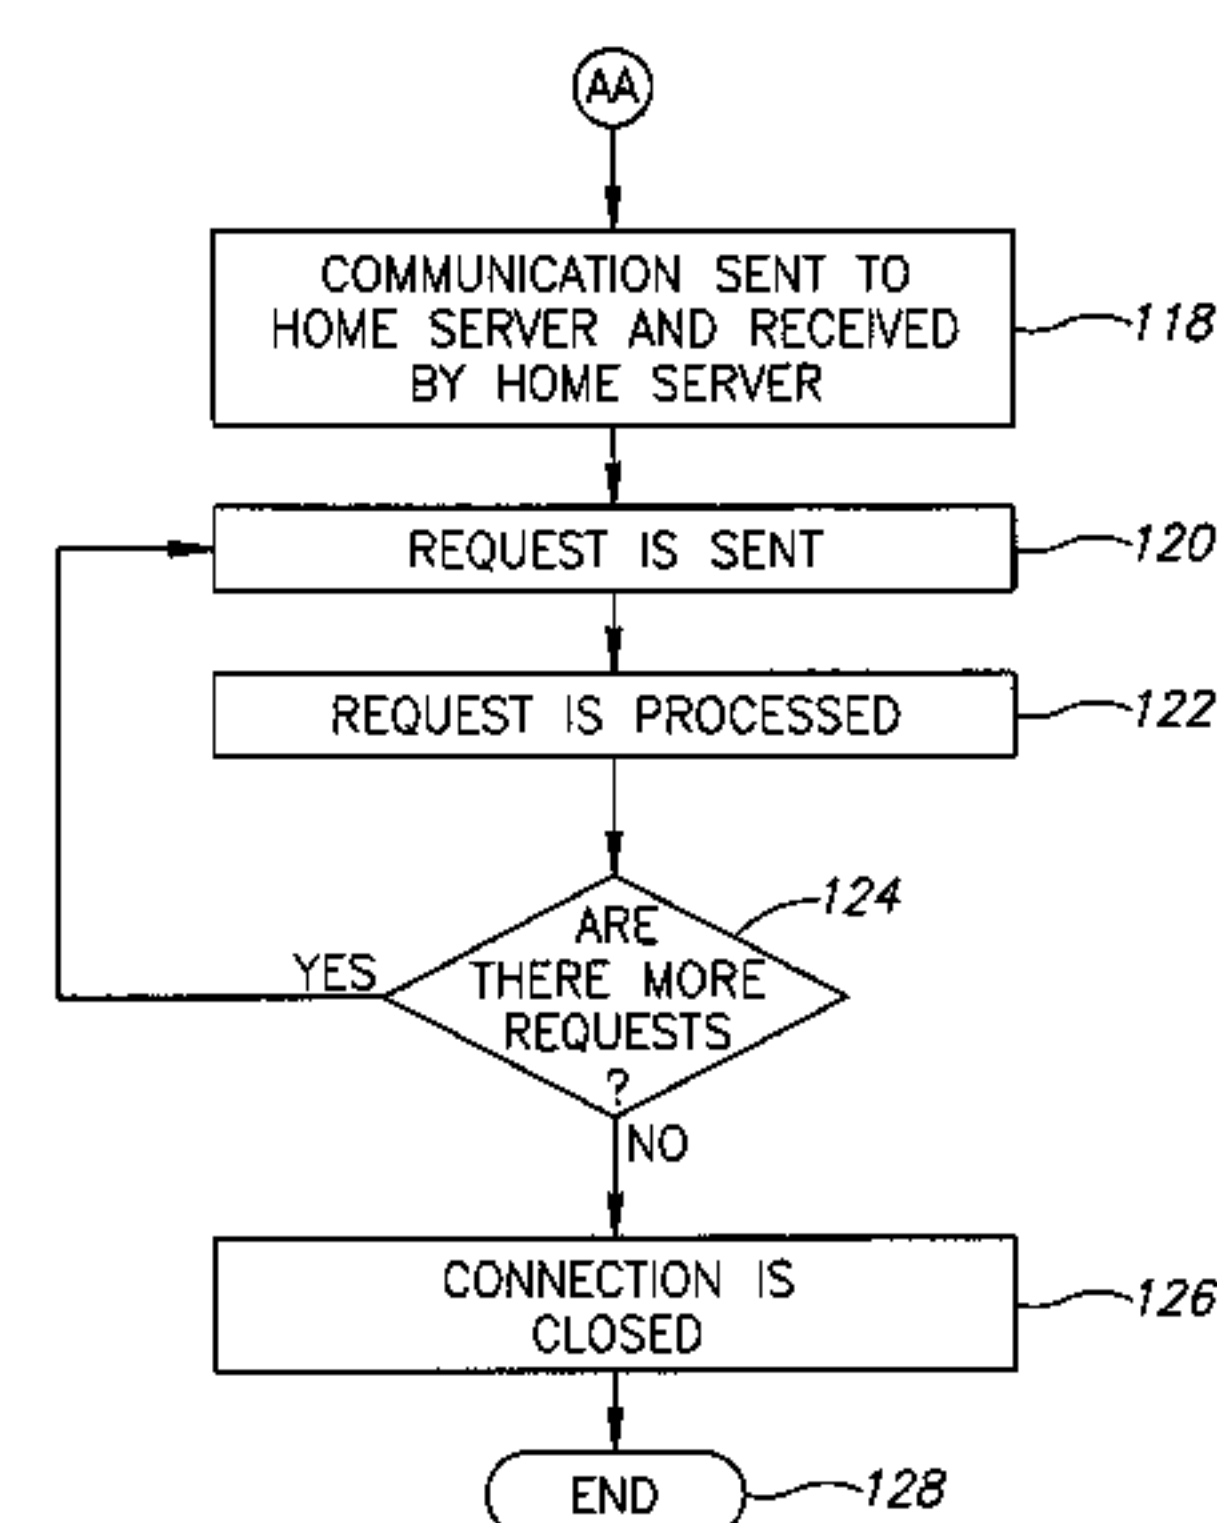 AA
COMMUNICATION SENT TO
HOME SERVER AND RECEIVED
BY HOME SERVER
118
REQUEST IS SENT
120
REQUEST IS PROCESSED
122
124
ARE
THERE MORE
REQUESTS
?
YES
NO
CONNECTION IS
CLOSED
126
END
128